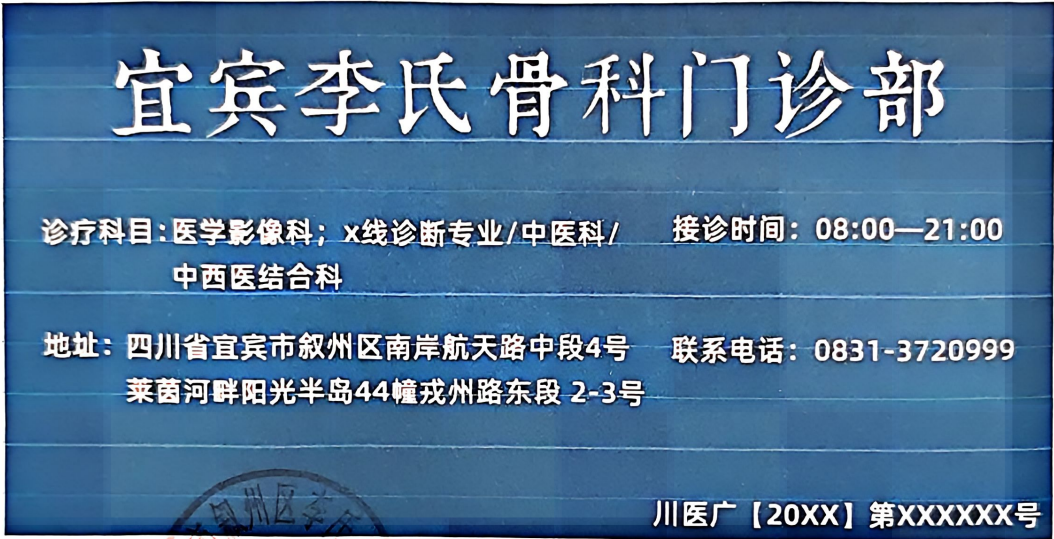 宜宾李氏骨科门诊部
诊疗科目：医学影像科；x线诊断专业/中医科/
中西医结合科
接诊时间：08:00—21:00
地址：四川省宜宾市叙州区南岸航天路中段4号
莱茵河畔阳光半岛44幢戎州路东段 2-3号
联系电话：0831-3720999
叙州区李氏
川医广【20XX】第XXXXXX号